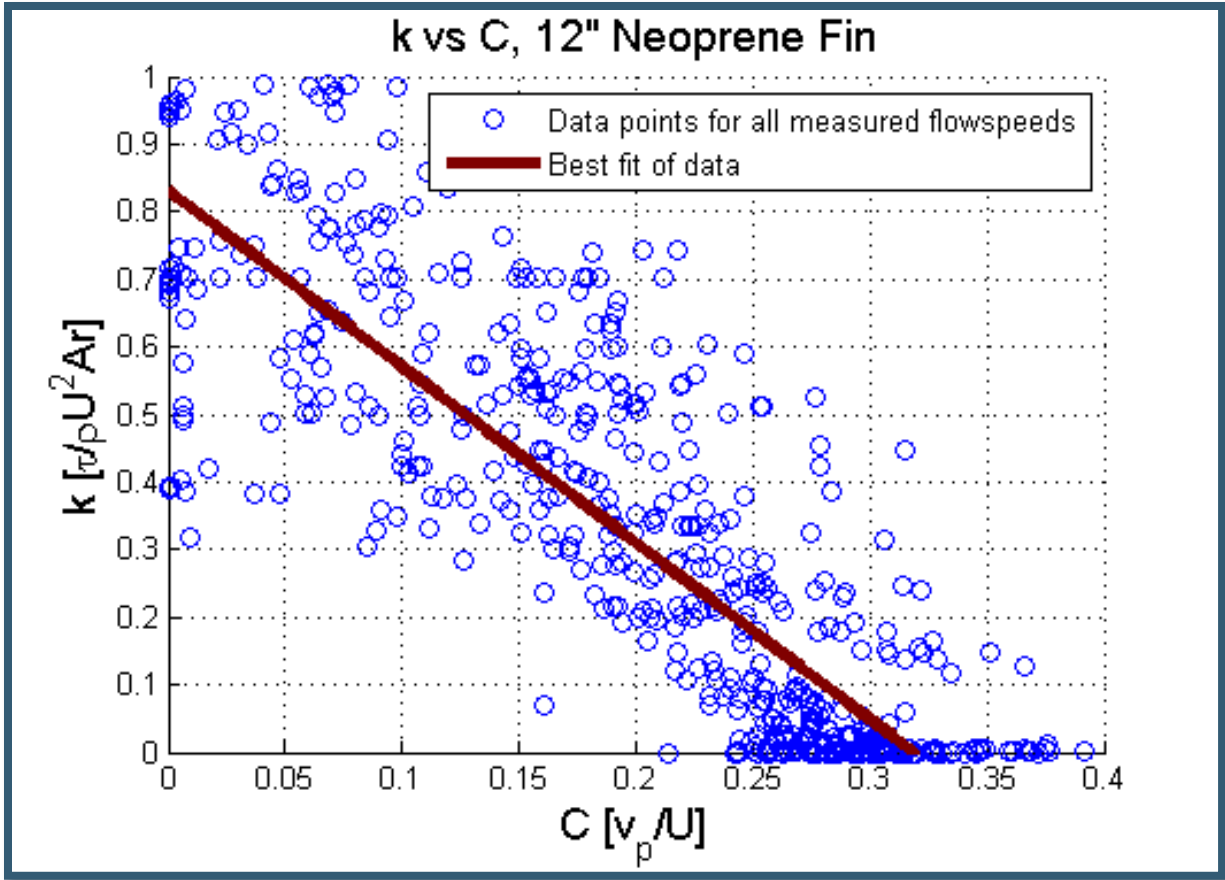 k vs C, 12" Neoprene Fin
Data points for all measured flowspeeds
Best fit of data
1
0.9
0.8
0.7
0.6
0.5
0.4
0.3
0.2
0.1
0
k [τ/ρU²Ar]
0 0.05 0.1 0.15 0.2 0.25 0.3 0.35 0.4
C [vₚ/U]